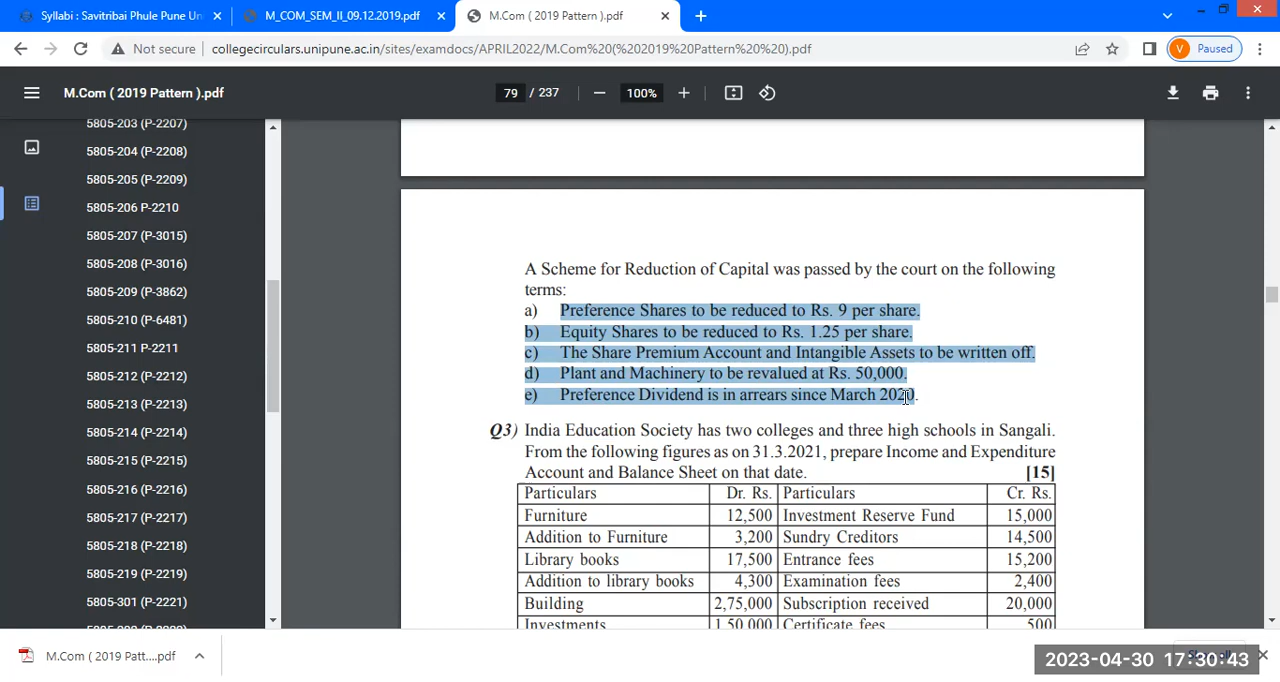 Syllabi : Savitribai Phule Pune Un
M_COM_SEM_II_09.12.2019.pdf
M.Com ( 2019 Pattern ).pdf
Not secure
collegecirculars.unipune.ac.in/sites/examdocs/APRIL2022/M.Com%20(%202019%20Pattern%20%20).pdf
V Paused
M.Com ( 2019 Pattern ).pdf
79 / 237
100%
5805-203 (P-2207)
5805-204 (P-2208)
5805-205 (P-2209)
5805-206 P-2210
5805-207 (P-3015)
5805-208 (P-3016)
5805-209 (P-3862)
5805-210 (P-6481)
5805-211 P-2211
5805-212 (P-2212)
5805-213 (P-2213)
5805-214 (P-2214)
5805-215 (P-2215)
5805-216 (P-2216)
5805-217 (P-2217)
5805-218 (P-2218)
5805-219 (P-2219)
5805-301 (P-2221)
A Scheme for Reduction of Capital was passed by the court on the following
terms:
a) Preference Shares to be reduced to Rs. 9 per share.
b) Equity Shares to be reduced to Rs. 1.25 per share.
c) The Share Premium Account and Intangible Assets to be written off.
d) Plant and Machinery to be revalued at Rs. 50,000.
e) Preference Dividend is in arrears since March 2020.
Q3) India Education Society has two colleges and three high schools in Sangali.
From the following figures as on 31.3.2021, prepare Income and Expenditure
Account and Balance Sheet on that date. [15]
Particulars Dr. Rs. Particulars Cr. Rs.
Furniture 12,500 Investment Reserve Fund 15,000
Addition to Furniture 3,200 Sundry Creditors 14,500
Library books 17,500 Entrance fees 15,200
Addition to library books 4,300 Examination fees 2,400
Building 2,75,000 Subscription received 20,000
Investments 1,50,000 Certificate fees 500
M.Com ( 2019 Patt....pdf
2023-04-30 17:30:43